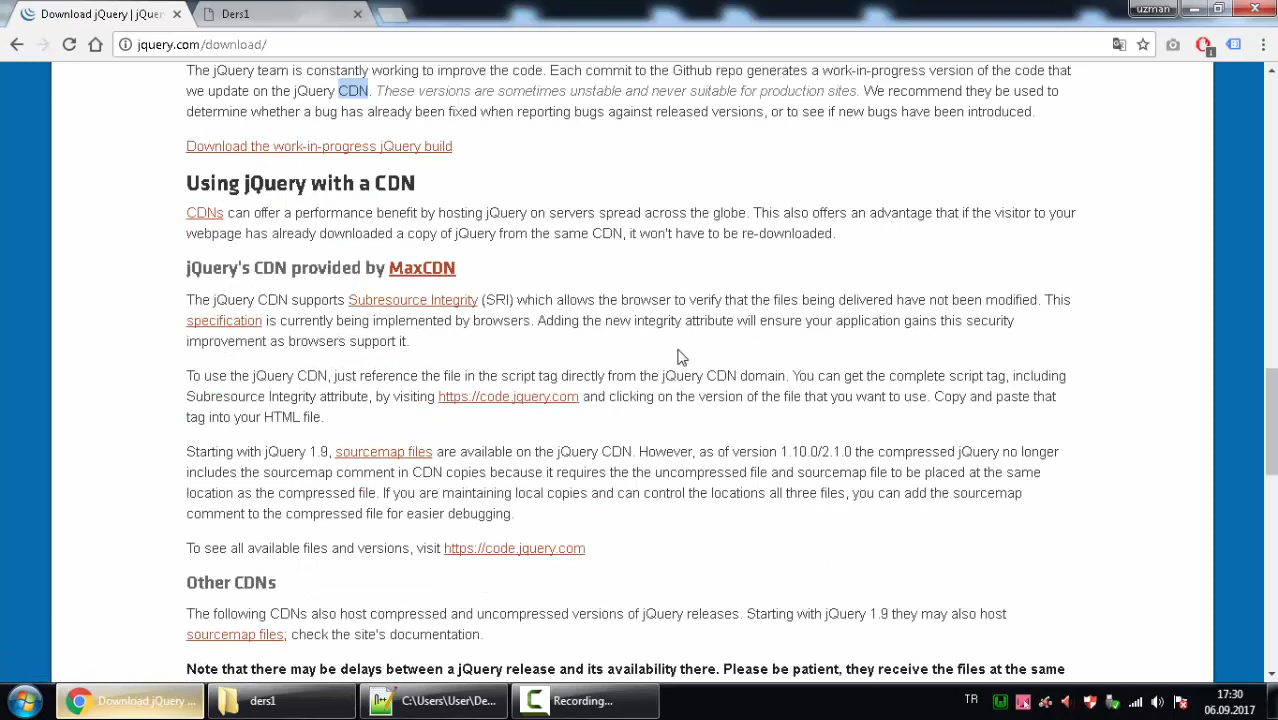 Download jQuery | jQuer
Ders1
uzman
jquery.com/download/
The jQuery team is constantly working to improve the code. Each commit to the Github repo generates a work-in-progress version of the code that
we update on the jQuery CDN. These versions are sometimes unstable and never suitable for production sites. We recommend they be used to
determine whether a bug has already been fixed when reporting bugs against released versions, or to see if new bugs have been introduced.
Download the work-in-progress jQuery build
Using jQuery with a CDN
CDNs can offer a performance benefit by hosting jQuery on servers spread across the globe. This also offers an advantage that if the visitor to your
webpage has already downloaded a copy of jQuery from the same CDN, it won't have to be re-downloaded.
jQuery's CDN provided by MaxCDN
The jQuery CDN supports Subresource Integrity (SRI) which allows the browser to verify that the files being delivered have not been modified. This
specification is currently being implemented by browsers. Adding the new integrity attribute will ensure your application gains this security
improvement as browsers support it.
To use the jQuery CDN, just reference the file in the script tag directly from the jQuery CDN domain. You can get the complete script tag, including
Subresource Integrity attribute, by visiting https://code.jquery.com and clicking on the version of the file that you want to use. Copy and paste that
tag into your HTML file.
Starting with jQuery 1.9, sourcemap files are available on the jQuery CDN. However, as of version 1.10.0/2.1.0 the compressed jQuery no longer
includes the sourcemap comment in CDN copies because it requires the the uncompressed file and sourcemap file to be placed at the same
location as the compressed file. If you are maintaining local copies and can control the locations all three files, you can add the sourcemap
comment to the compressed file for easier debugging.
To see all available files and versions, visit https://code.jquery.com
Other CDNs
The following CDNs also host compressed and uncompressed versions of jQuery releases. Starting with jQuery 1.9 they may also host
sourcemap files; check the site's documentation.
Note that there may be delays between a jQuery release and its availability there. Please be patient, they receive the files at the same
Download jQuery ...
ders1
C:\Users\User\De...
Recording...
TR
17:30
06.09.2017